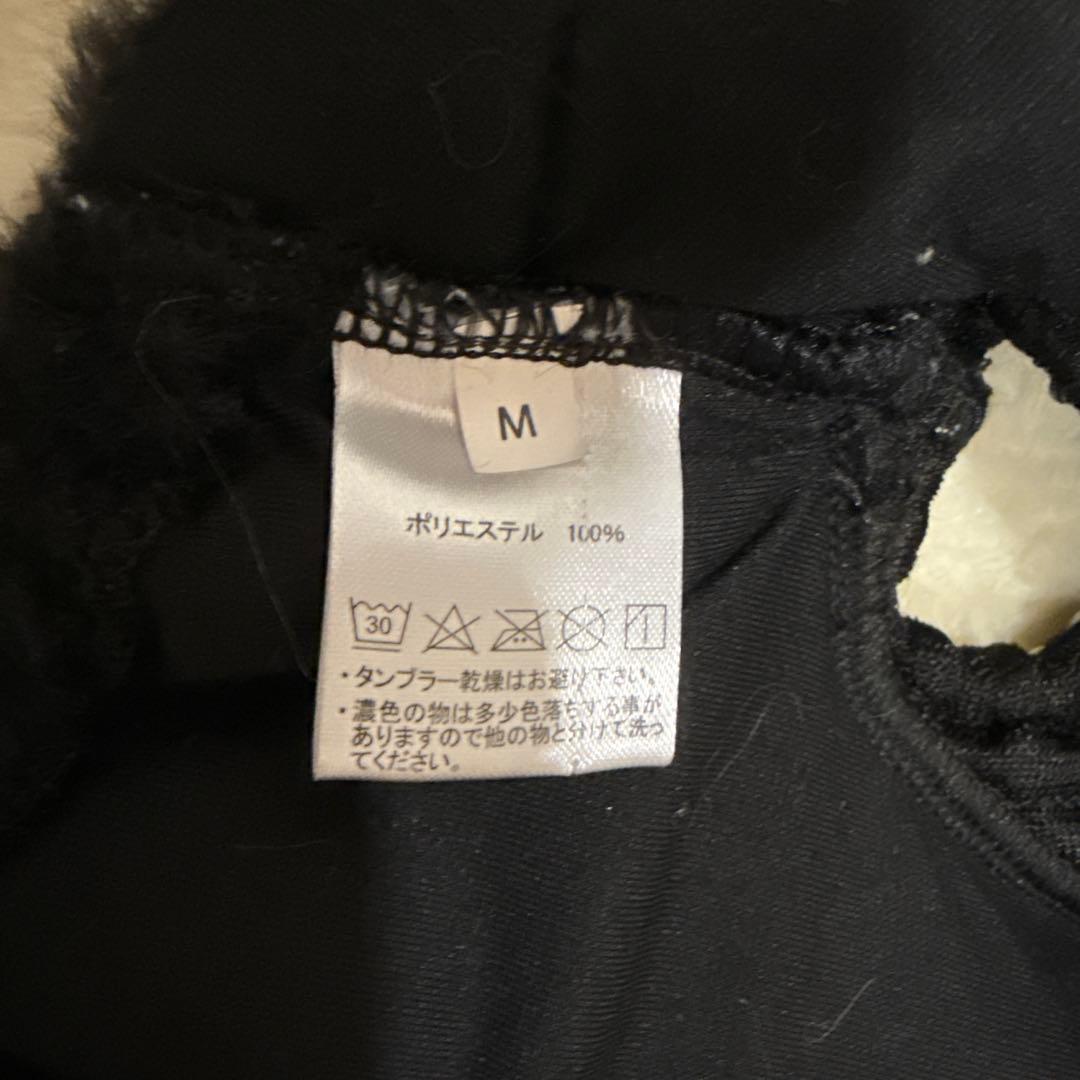 M
ポリエステル 100%
30
・タンブラー乾燥はお避け下さい。
・濃色の物は多少色落ちする事が
ありますので他の物と分けて洗っ
てください。